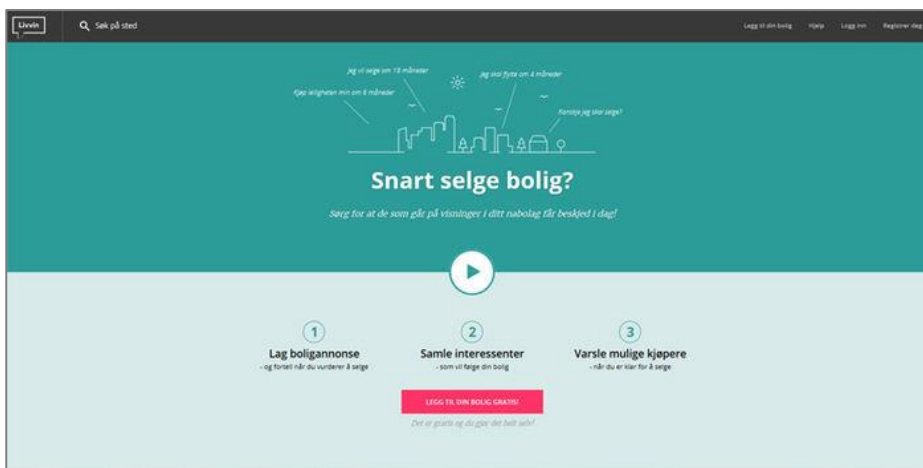 Livvin
Søk på sted
Legg til din bolig
Hjelp
Logg inn
Registrer deg
Jeg vil selge om 18 måneder
Jeg skal flytte om 4 måneder
Kjøp leiligheten min om 6 måneder
Kanskje jeg skal selge?
Snart selge bolig?
Sørg for at de som går på visninger i ditt nabolag får beskjed i dag!
1
2
3
Lag boligannonse
- og fortell når du vurderer å selge
Samle interessenter
- som vil følge din bolig
Varsle mulige kjøpere
- når du er klar for å selge
LEGG TIL DIN BOLIG GRATIS!
Det er gratis og du gjør det helt selv!